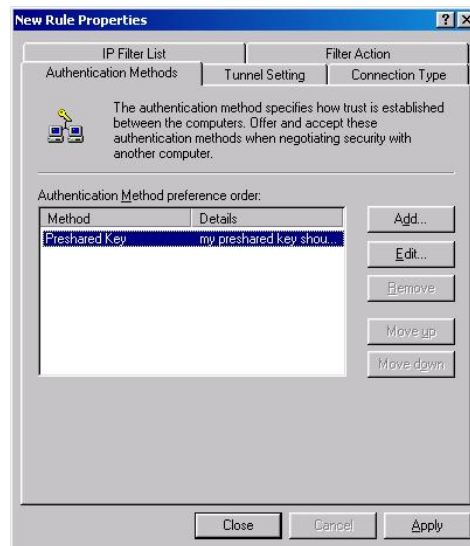 New Rule Properties
IP Filter List
Filter Action
Authentication Methods
Tunnel Setting
Connection Type
The authentication method specifies how trust is established
between the computers. Offer and accept these
authentication methods when negotiating security with
another computer.
Authentication Method preference order:
Method Details
Preshared Key my preshared key shou...
Add...
Edit...
Remove
Move up
Move down
Close Cancel Apply